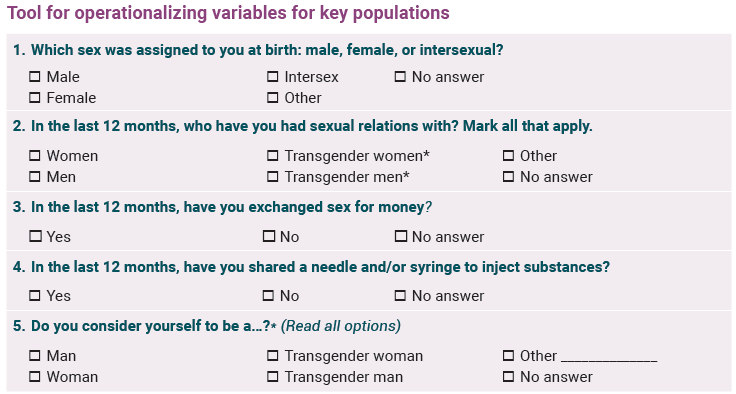 Tool for operationalizing variables for key populations
1. Which sex was assigned to you at birth: male, female, or intersexual?
☐ Male ☐ Intersex ☐ No answer
☐ Female ☐ Other
2. In the last 12 months, who have you had sexual relations with? Mark all that apply.
☐ Women ☐ Transgender women* ☐ Other
☐ Men ☐ Transgender men* ☐ No answer
3. In the last 12 months, have you exchanged sex for money?
☐ Yes ☐ No ☐ No answer
4. In the last 12 months, have you shared a needle and/or syringe to inject substances?
☐ Yes ☐ No ☐ No answer
5. Do you consider yourself to be a...?* (Read all options)
☐ Man ☐ Transgender woman ☐ Other ______________
☐ Woman ☐ Transgender man ☐ No answer